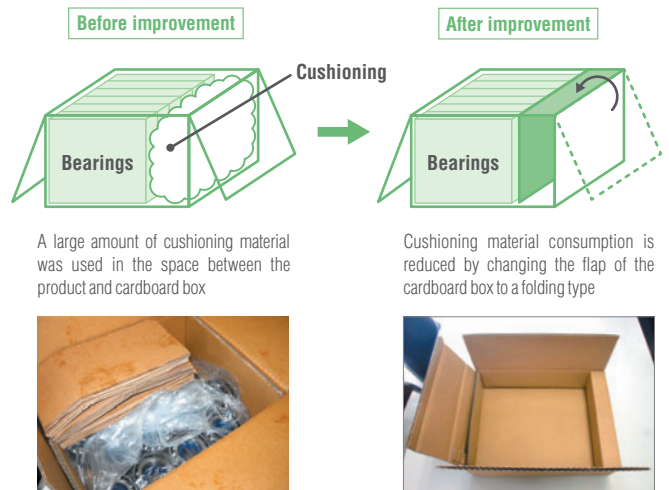 Before improvement
After improvement
Cushioning
Bearings
Bearings
A large amount of cushioning material
was used in the space between the
product and cardboard box
Cushioning material consumption is
reduced by changing the flap of the
cardboard box to a folding type